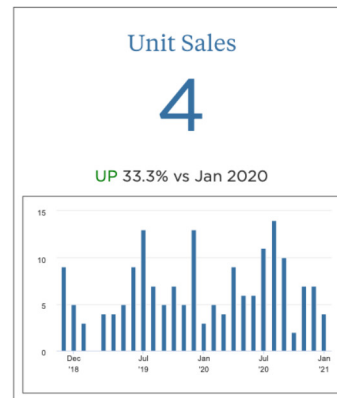 Unit Sales
4
UP 33.3% vs Jan 2020
15
10
5
0
Dec '18
Jul '19
Jan '20
Jul '20
Jan '21